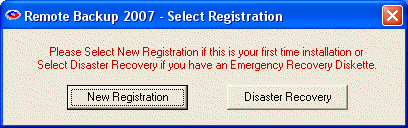 Remote Backup 2007 - Select Registration
Please Select New Registration if this is your first time installation or
Select Disaster Recovery if you have an Emergency Recovery Diskette.
New Registration
Disaster Recovery